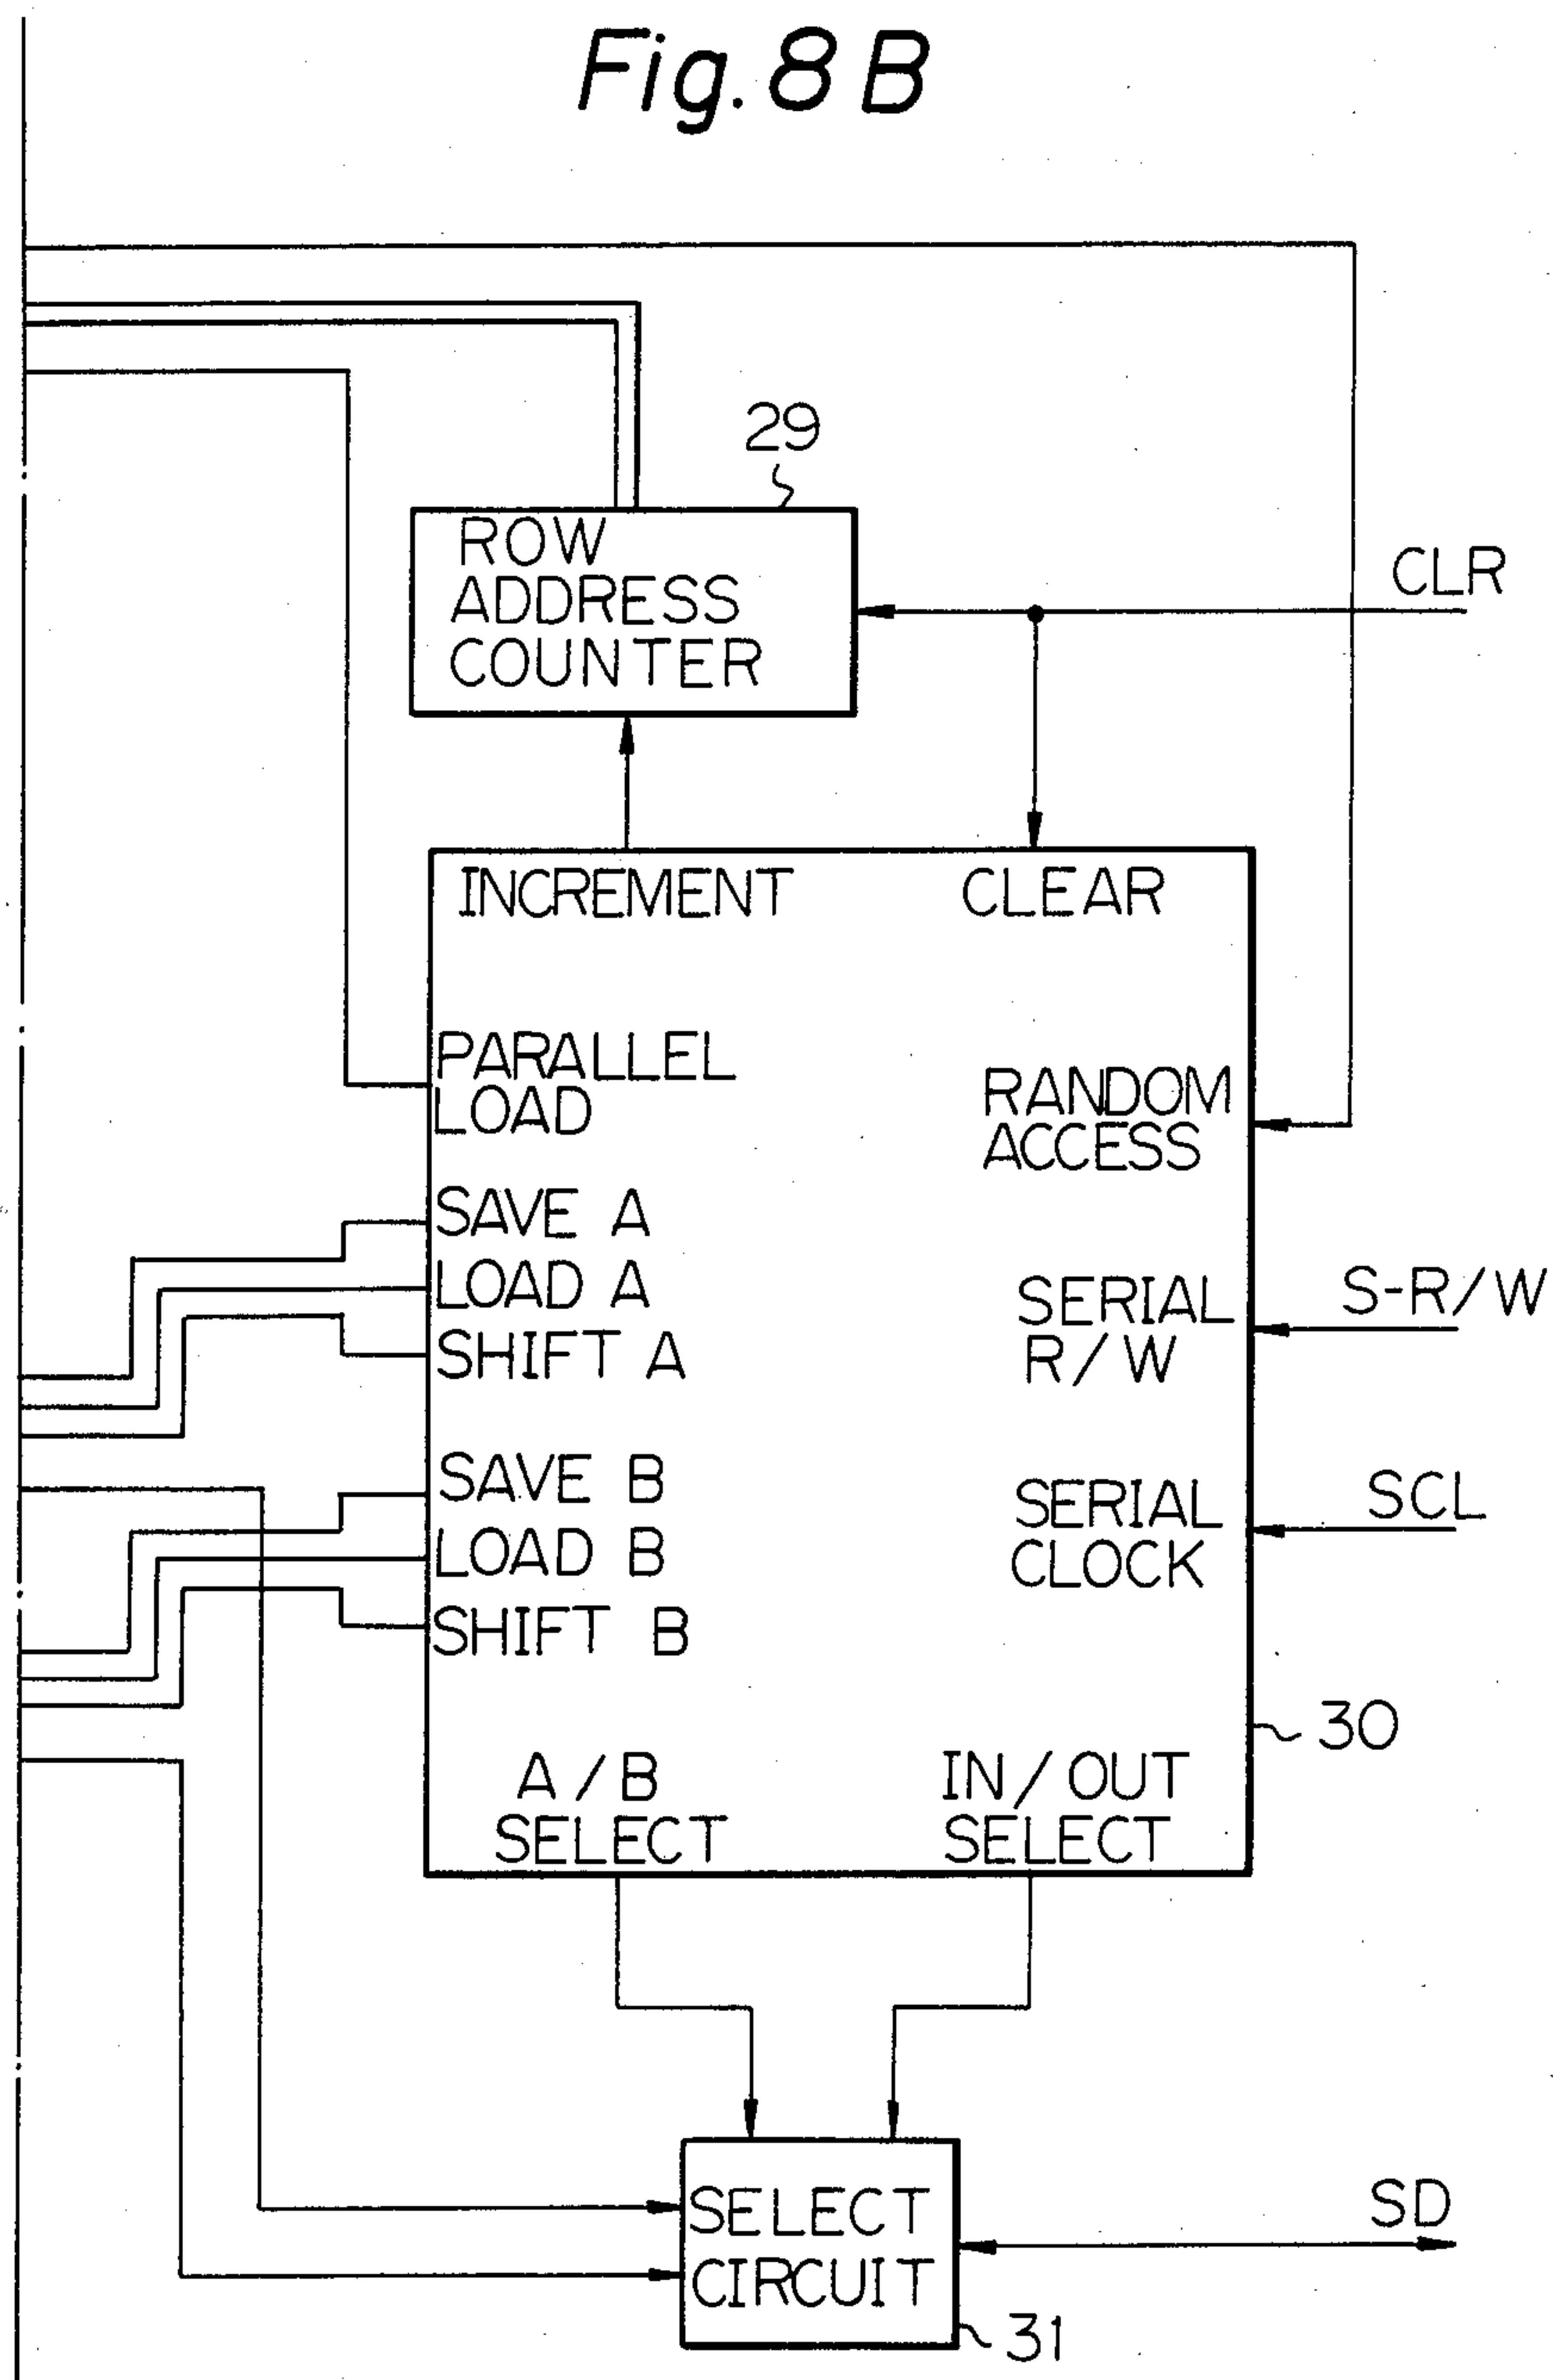 Fig. 8 B
29
ROW
ADDRESS
COUNTER
CLR
INCREMENT
CLEAR
PARALLEL
LOAD
RANDOM
ACCESS
SAVE A
LOAD A
SHIFT A
SERIAL
R/W
S-R/W
SAVE B
LOAD B
SHIFT B
SERIAL
CLOCK
SCL
30
A/B
SELECT
IN/OUT
SELECT
SELECT
CIRCUIT
SD
31